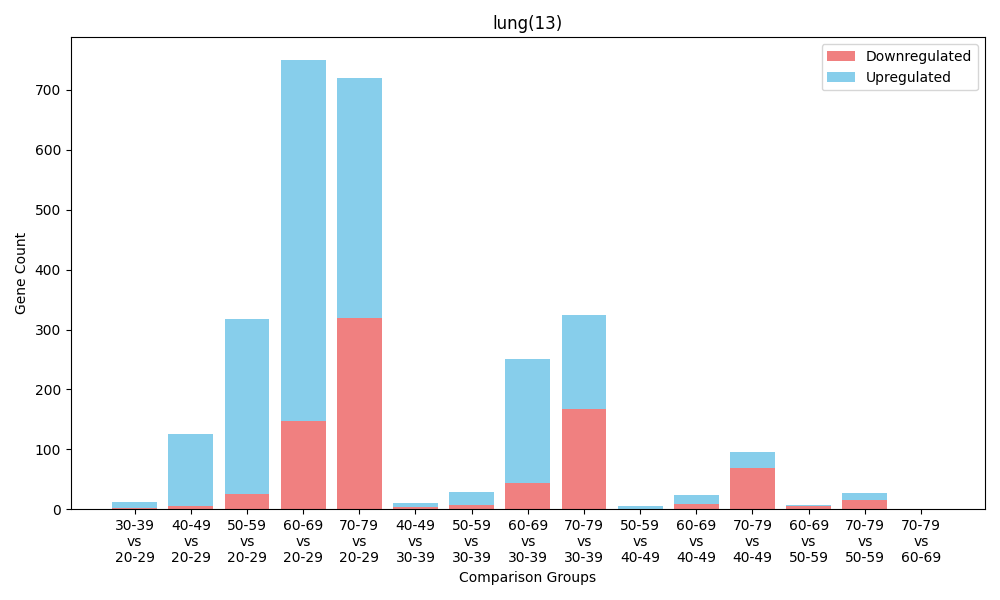 lung(13)
Downregulated
Upregulated
Gene Count
700
600
500
400
300
200
100
0
30-39 vs 20-29
40-49 vs 20-29
50-59 vs 20-29
60-69 vs 20-29
70-79 vs 20-29
40-49 vs 30-39
50-59 vs 30-39
60-69 vs 30-39
70-79 vs 30-39
50-59 vs 40-49
60-69 vs 40-49
70-79 vs 40-49
60-69 vs 50-59
70-79 vs 50-59
70-79 vs 60-69
Comparison Groups